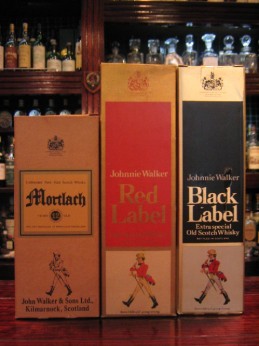 Mortlach
12
John Walker & Sons Ltd.,
Kilmarnock, Scotland
Johnnie Walker
Red
Label
Johnnie Walker
Black
Label
Extra special
Old Scotch Whisky